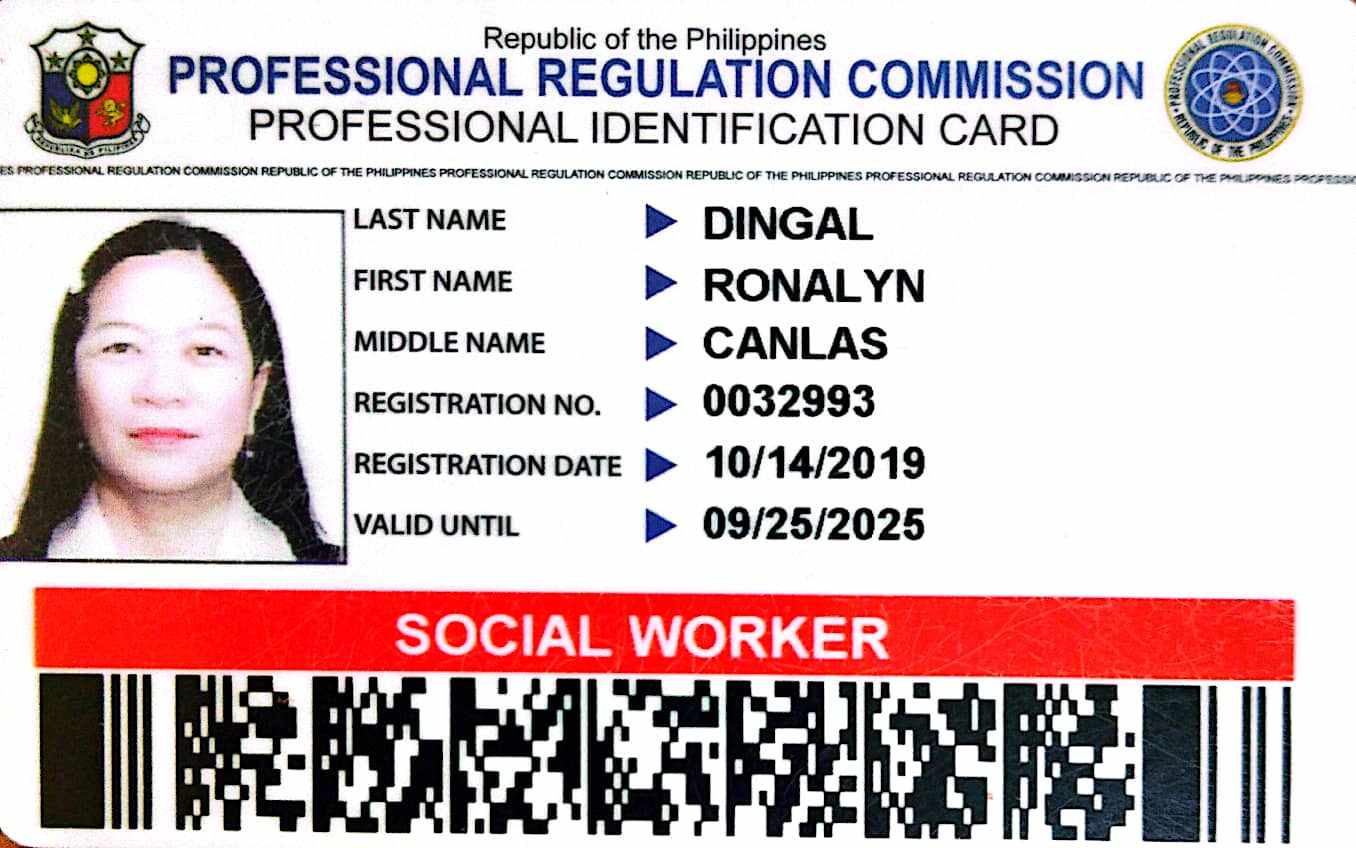 Republic of the Philippines
PROFESSIONAL REGULATION COMMISSION
PROFESSIONAL IDENTIFICATION CARD
PROFESSIONAL REGULATION COMMISSION
REPUBLIC OF THE PHILIPPINES
REPUBLIKA NG PILIPINAS
ES PROFESSIONAL REGULATION COMMISSION REPUBLIC OF THE PHILIPPINES PROFESSIONAL REGULATION COMMISSION REPUBLIC OF THE PHILIPPINES PROFESSIONAL REGULATION COMMISSION REPUBLIC OF THE PHILIPPINES PROFESSIO
LAST NAME DINGAL
FIRST NAME RONALYN
MIDDLE NAME CANLAS
REGISTRATION NO. 0032993
REGISTRATION DATE 10/14/2019
VALID UNTIL 09/25/2025
SOCIAL WORKER